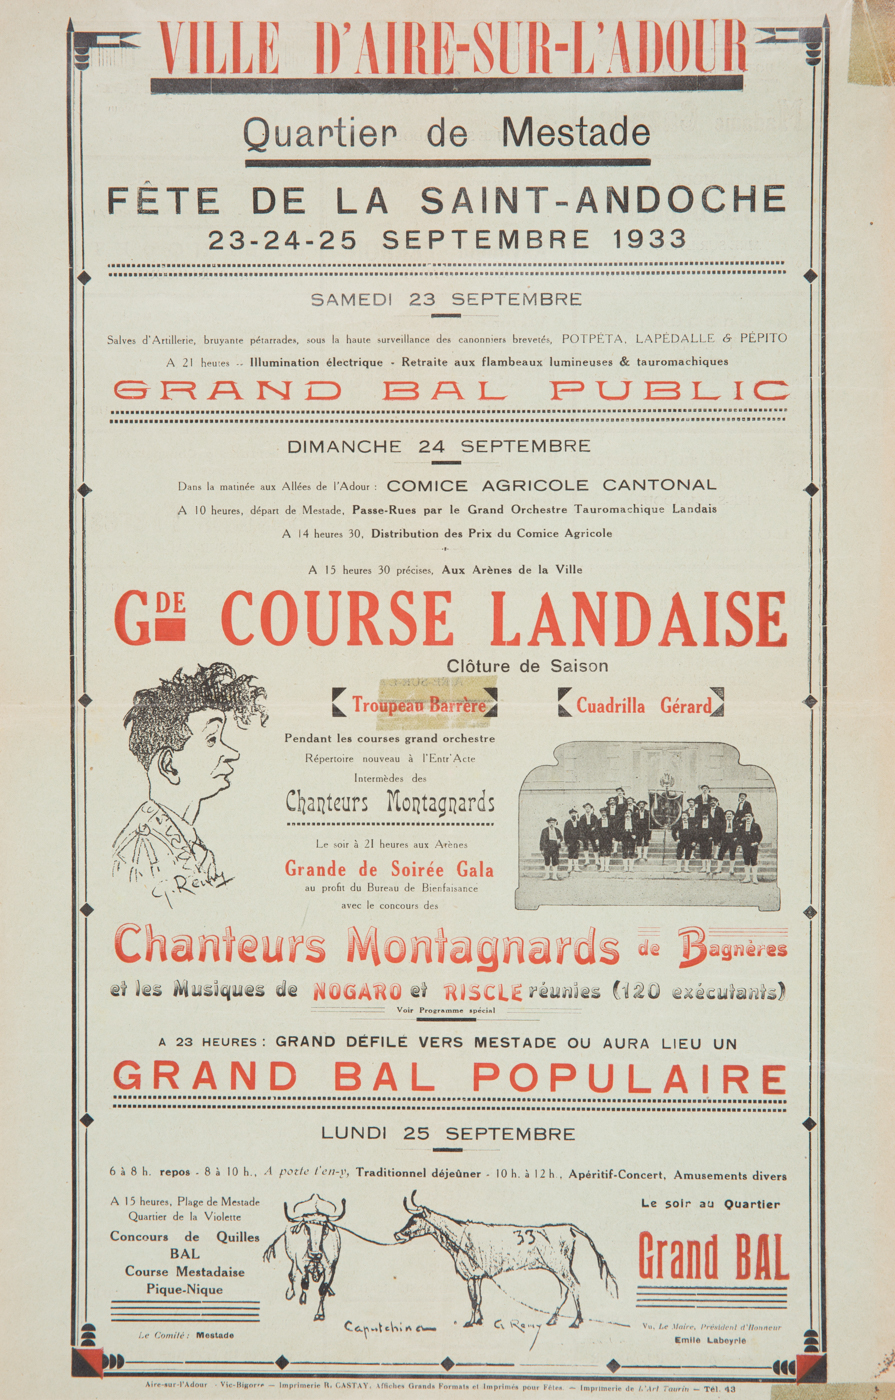 VILLE D'AIRE-SUR-L'ADOUR
Quartier de Mestade
FÊTE DE LA SAINT-ANDOCHE
23-24-25 SEPTEMBRE 1933
SAMEDI 23 SEPTEMBRE
Salves d'Artillerie, bruyante pétarrades, sous la haute surveillance des canonniers brevetés, POTPÉTA, LAPÉDALLE & PÉPITO
A 21 heures -- Illumination électrique - Retraite aux flambeaux lumineuses & tauromachiques
GRAND BAL PUBLIC
DIMANCHE 24 SEPTEMBRE
Dans la matinée aux Allées de l'Adour : COMICE AGRICOLE CANTONAL
A 10 heures, départ de Mestade, Passe-Rues par le Grand Orchestre Tauromachique Landais
A 14 heures 30, Distribution des Prix du Comice Agricole
A 15 heures 30 précises, Aux Arènes de la Ville
GDE COURSE LANDAISE
Clôture de Saison
Troupeau Barrère
Cuadrilla Gérard
Pendant les courses grand orchestre
Répertoire nouveau à l'Entr'Acte
Intermèdes des
Chanteurs Montagnards
Le soir à 21 heures aux Arènes
Grande de Soirée Gala
au profit du Bureau de Bienfaisance
avec le concours des
G. Rémy
Chanteurs Montagnards de Bagnères
et les Musiques de NOGARO et RISCLE réunies (120 exécutants)
Voir Programme spécial
A 23 HEURES : GRAND DÉFILÉ VERS MESTADE OU AURA LIEU UN
GRAND BAL POPULAIRE
LUNDI 25 SEPTEMBRE
6 à 8 h. repos - 8 à 10 h., A porte t'en-y, Traditionnel déjeûner - 10 h. à 12 h., Apéritif-Concert, Amusements divers
A 15 heures, Plage de Mestade
Quartier de la Violette
Concours de Quilles
BAL
Course Mestadaise
Pique-Nique
Le Comité : Mestade
33
Caputchina
G. Rémy
Le soir au Quartier
Grand BAL
Vu, Le Maire, Président d'Honneur
Emile Labeyrie
Aire-sur-l'Adour - Vic-Bigorre — Imprimerie R. CASTAY, Affiches Grands Formats et Imprimés pour Fêtes. — Imprimerie de L'Art Taurin — Tél. 43